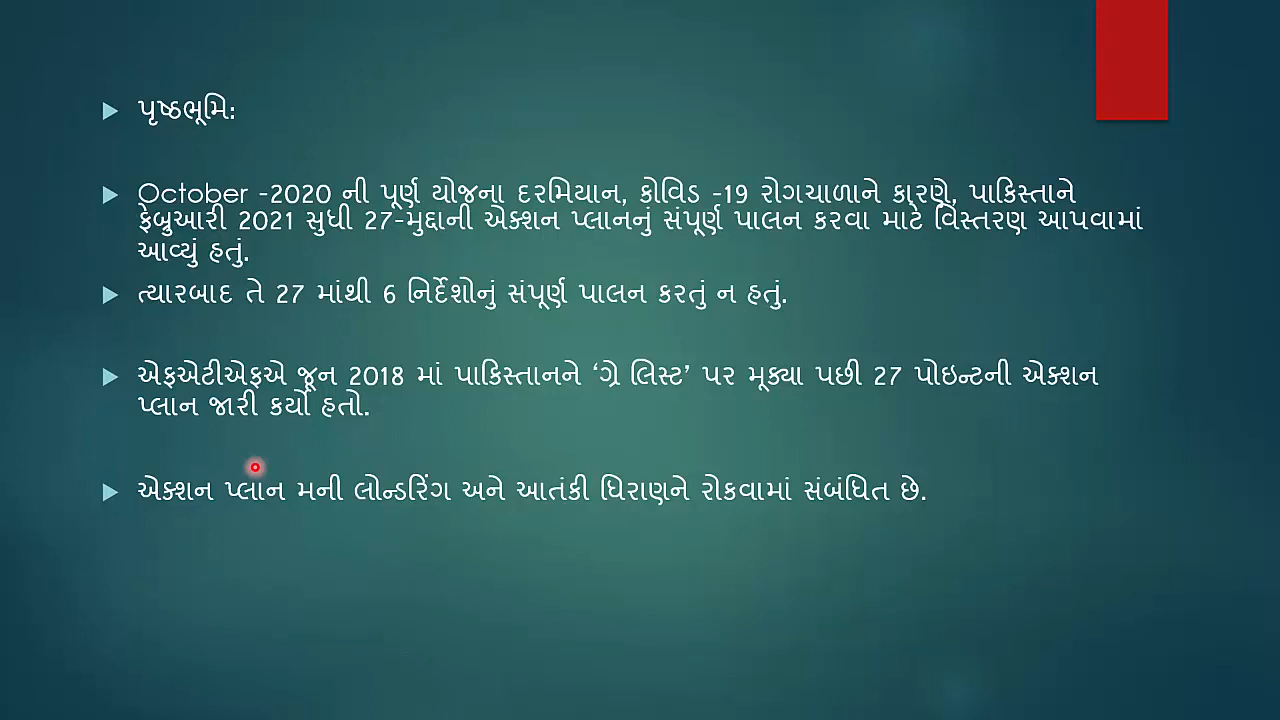 પૃષ્ઠભૂમિ:
October -2020 ની પૂર્ણ યોજના દરમિયાન, કોવિડ -19 રોગચાળાને કારણે, પાકિસ્તાને
ફેબ્રુઆરી 2021 સુધી 27-મુદ્દાની એક્શન પ્લાનનું સંપૂર્ણ પાલન કરવા માટે વિસ્તરણ આપવામાં
આવ્યું હતું.
ત્યારબાદ તે 27 માંથી 6 નિર્દેશોનું સંપૂર્ણ પાલન કરતું ન હતું.
એફએટીએફએ જૂન 2018 માં પાકિસ્તાનને ‘ગ્રે લિસ્ટ’ પર મૂક્યા પછી 27 પોઇન્ટની એક્શન
પ્લાન જારી કર્યો હતો.
એક્શન પ્લાન મની લોન્ડરિંગ અને આતંકી ધિરાણને રોકવામાં સંબંધિત છે.